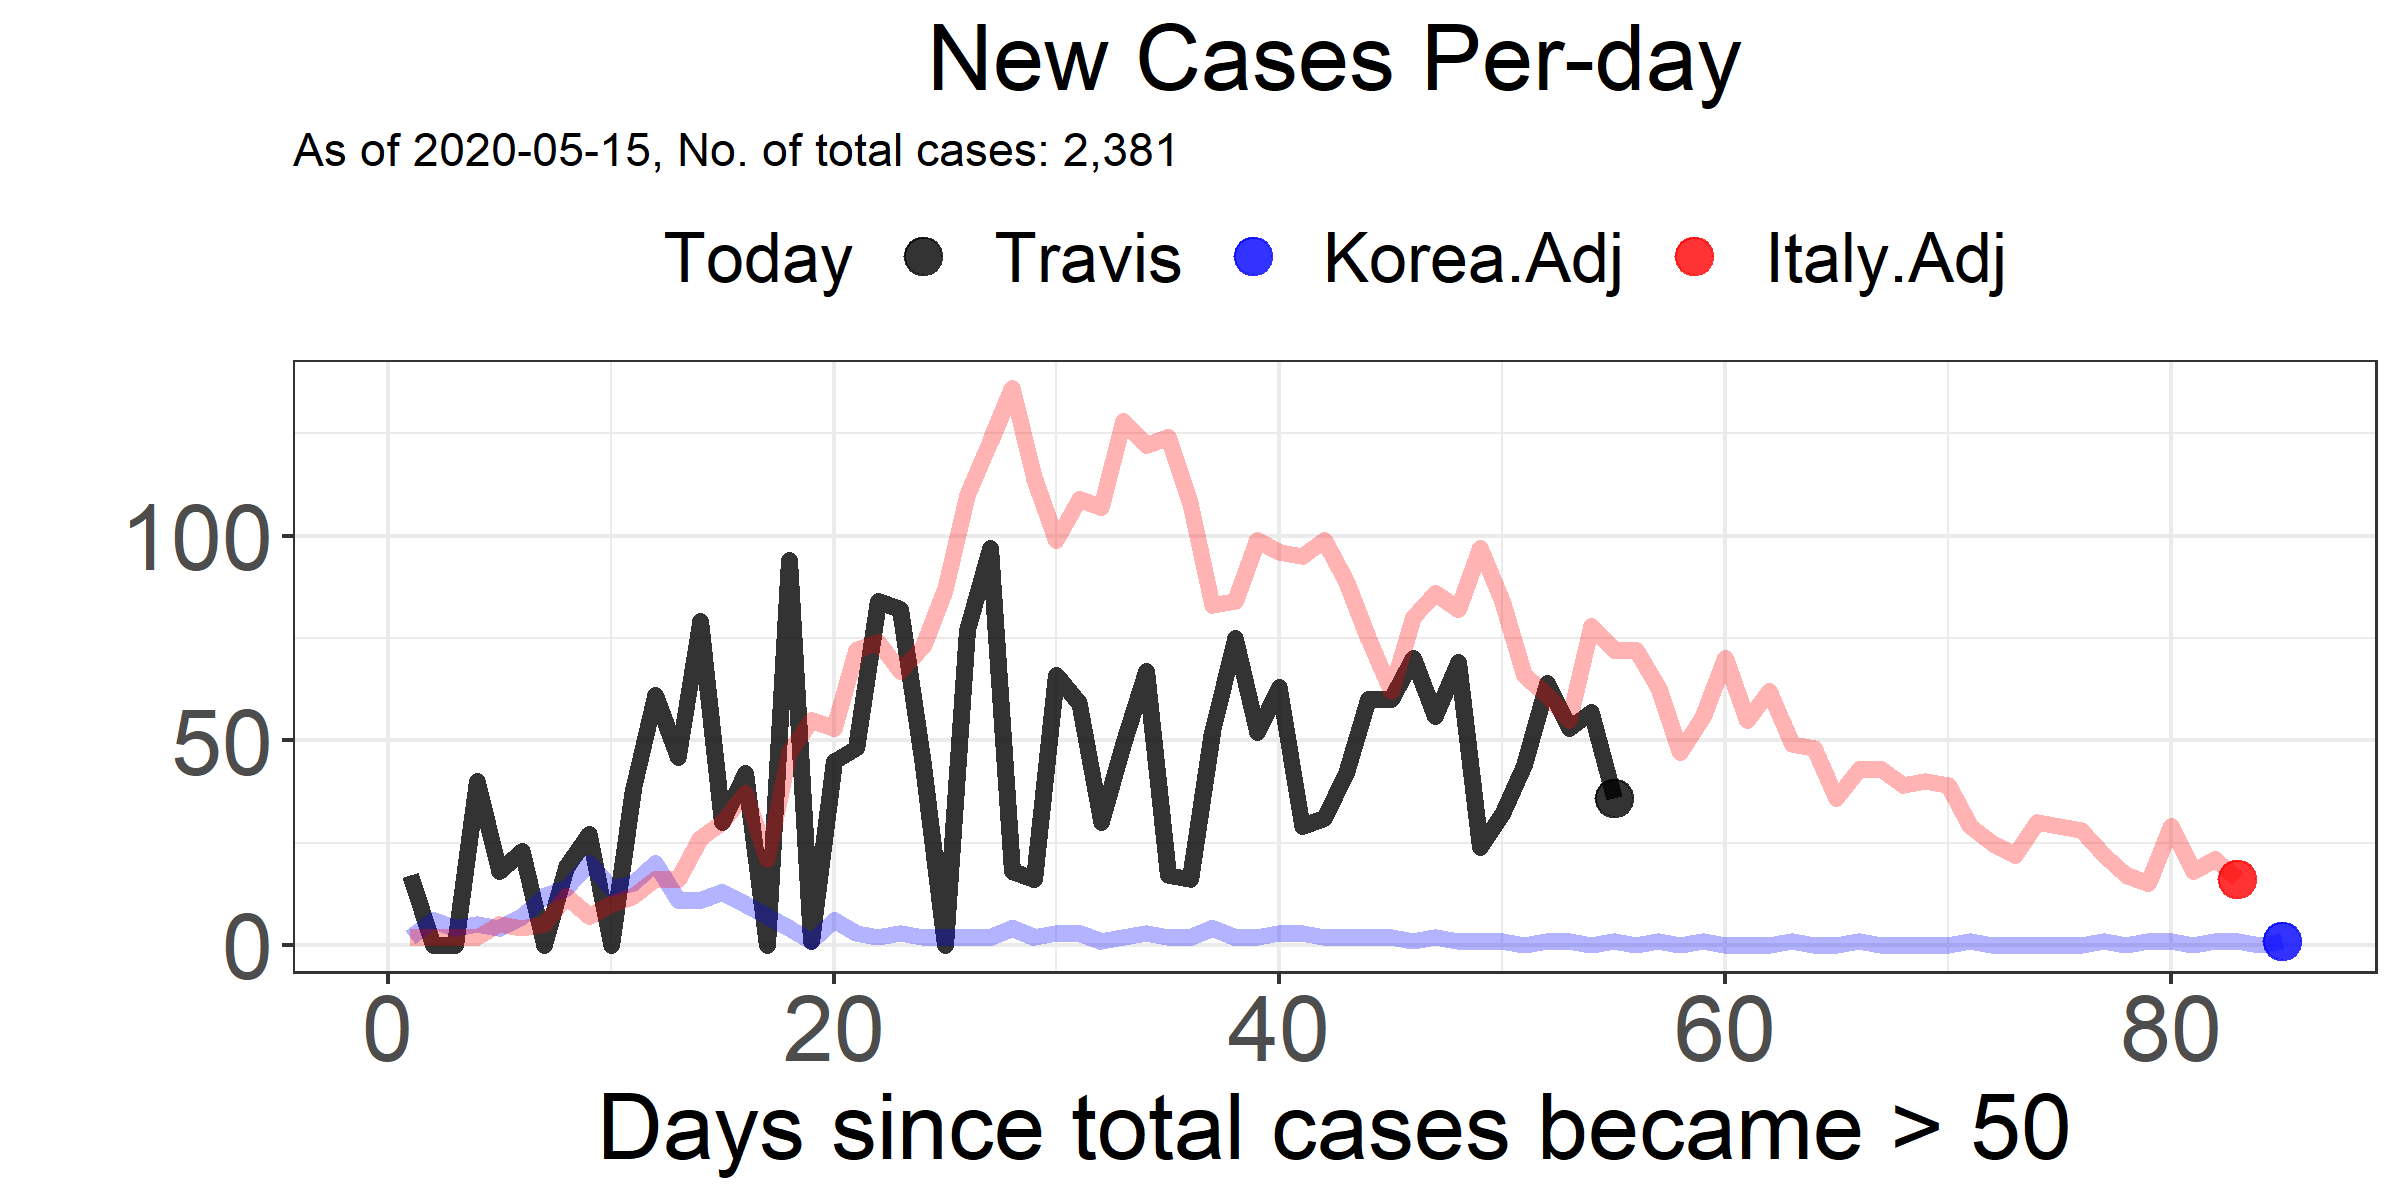 New Cases Per-day
As of 2020-05-15, No. of total cases: 2,381
Today Travis Korea.Adj Italy.Adj
100
50
0
0 20 40 60 80
Days since total cases became > 50